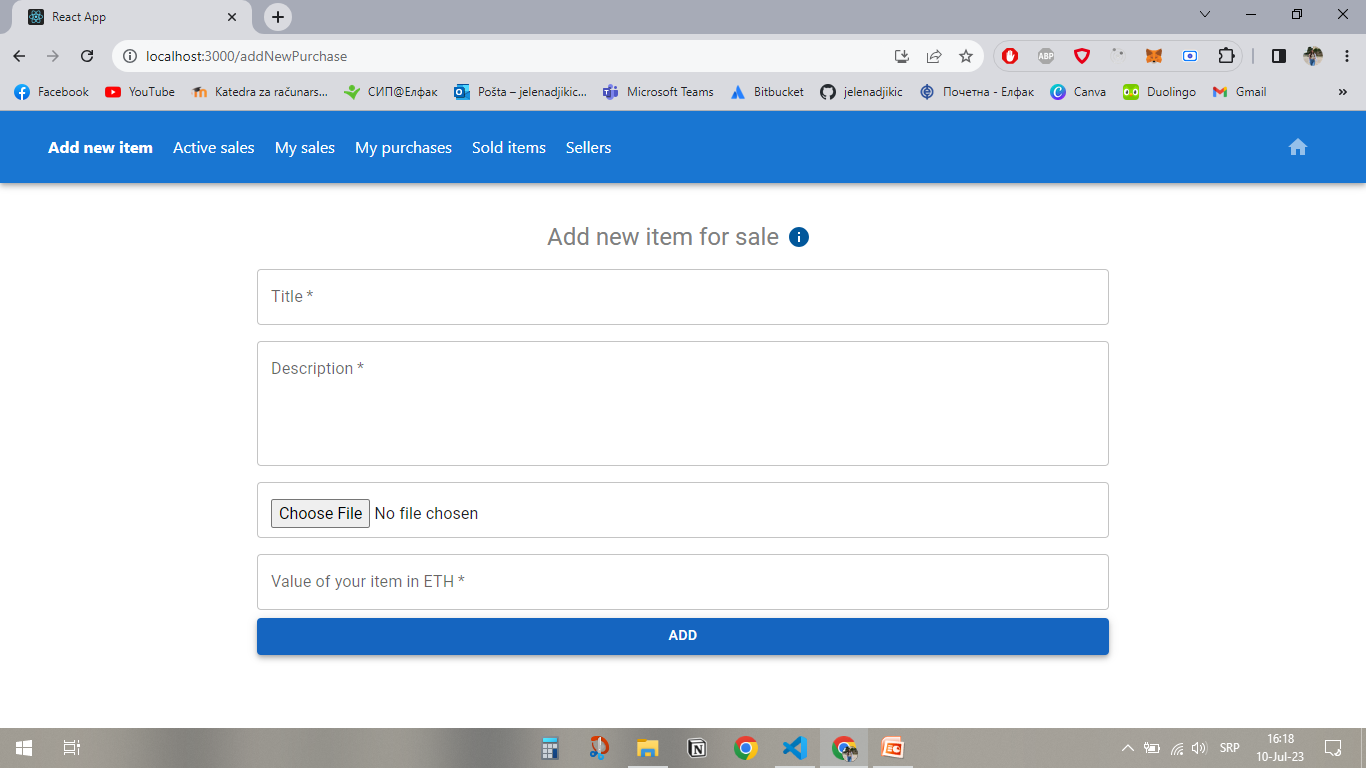 React App
localhost:3000/addNewPurchase
ABP
Facebook YouTube Katedra za računars... СИП@Елфак Pošta – jelenadjikic... Microsoft Teams Bitbucket jelenadjikic Почетна - Елфак Canva Duolingo Gmail »
Add new item Active sales My sales My purchases Sold items Sellers
Add new item for sale
Title *
Description *
Choose File No file chosen
Value of your item in ETH *
ADD
SRP
16:18
10-Jul-23